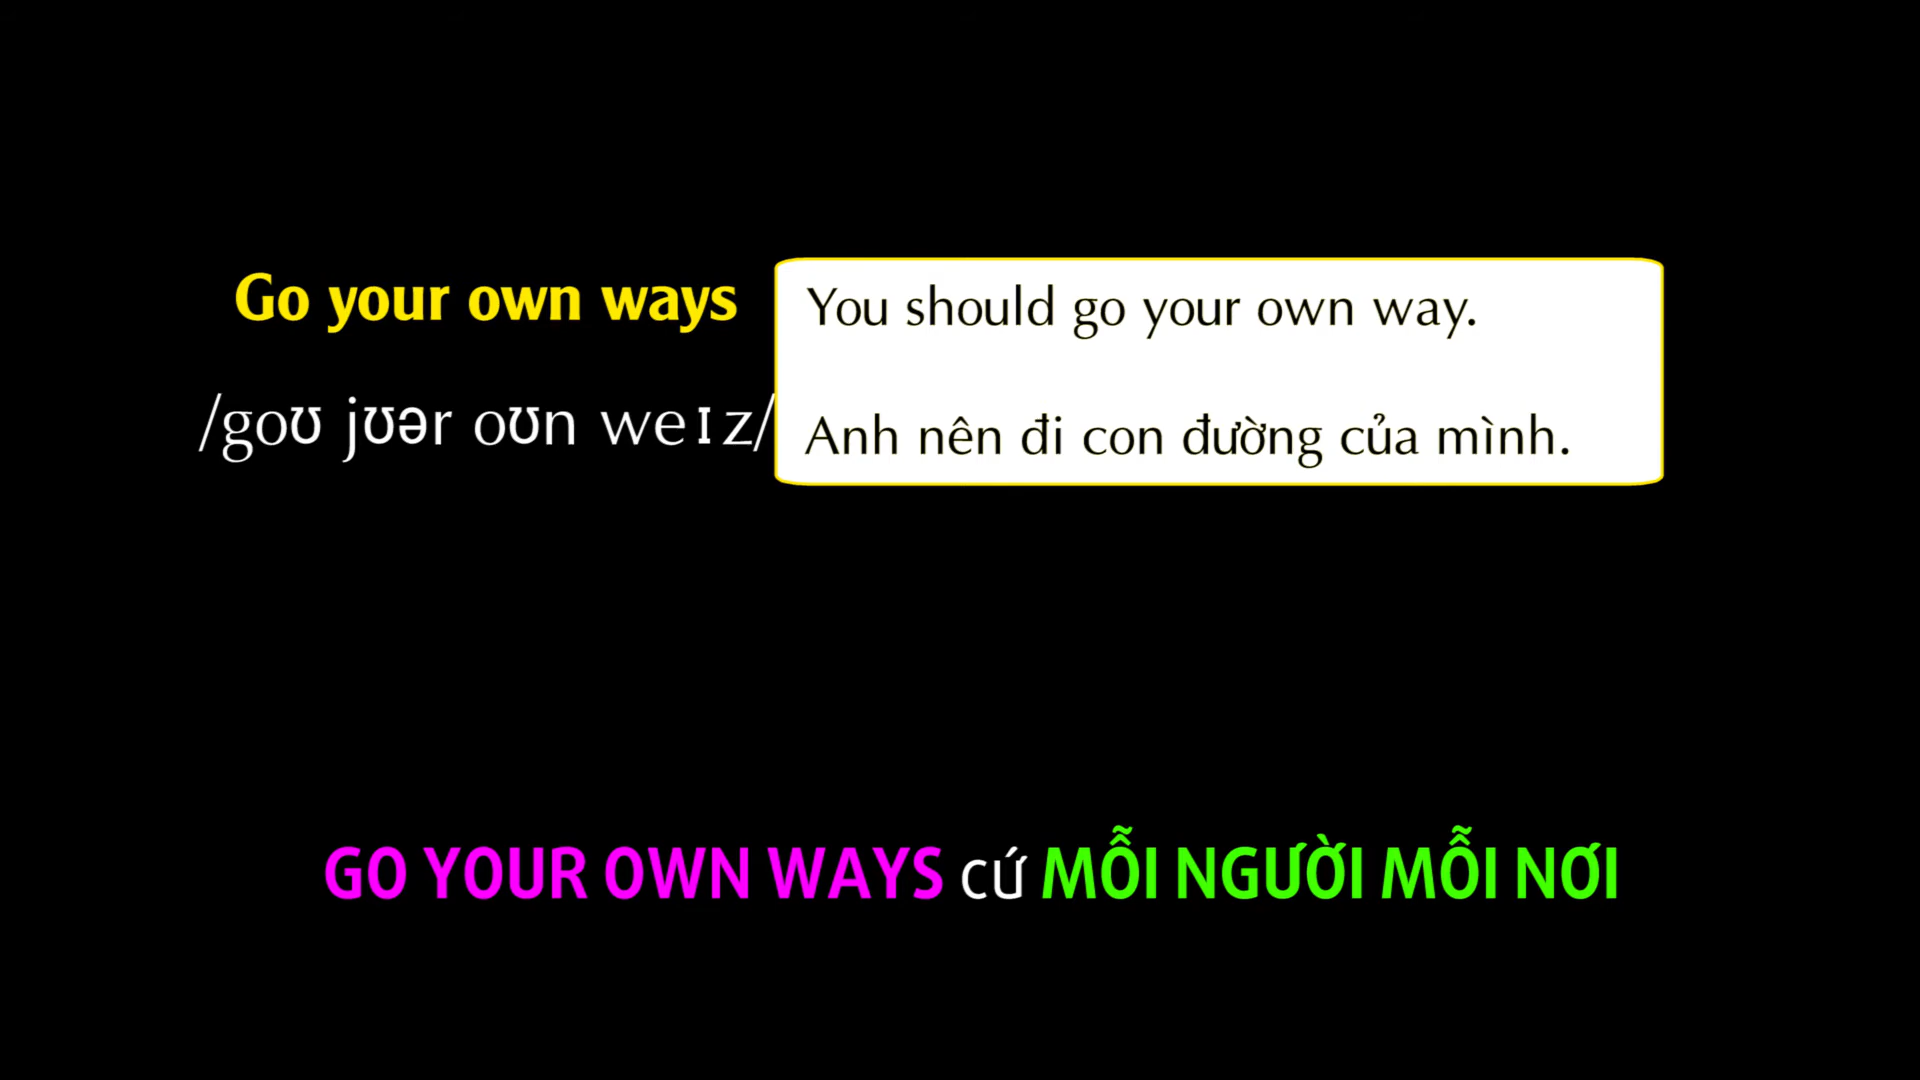 Go your own ways
/goʊ jʊər oʊn weɪz/
You should go your own way.
Anh nên đi con đường của mình.
GO YOUR OWN WAYS cứ MỖI NGƯỜI MỖI NƠI